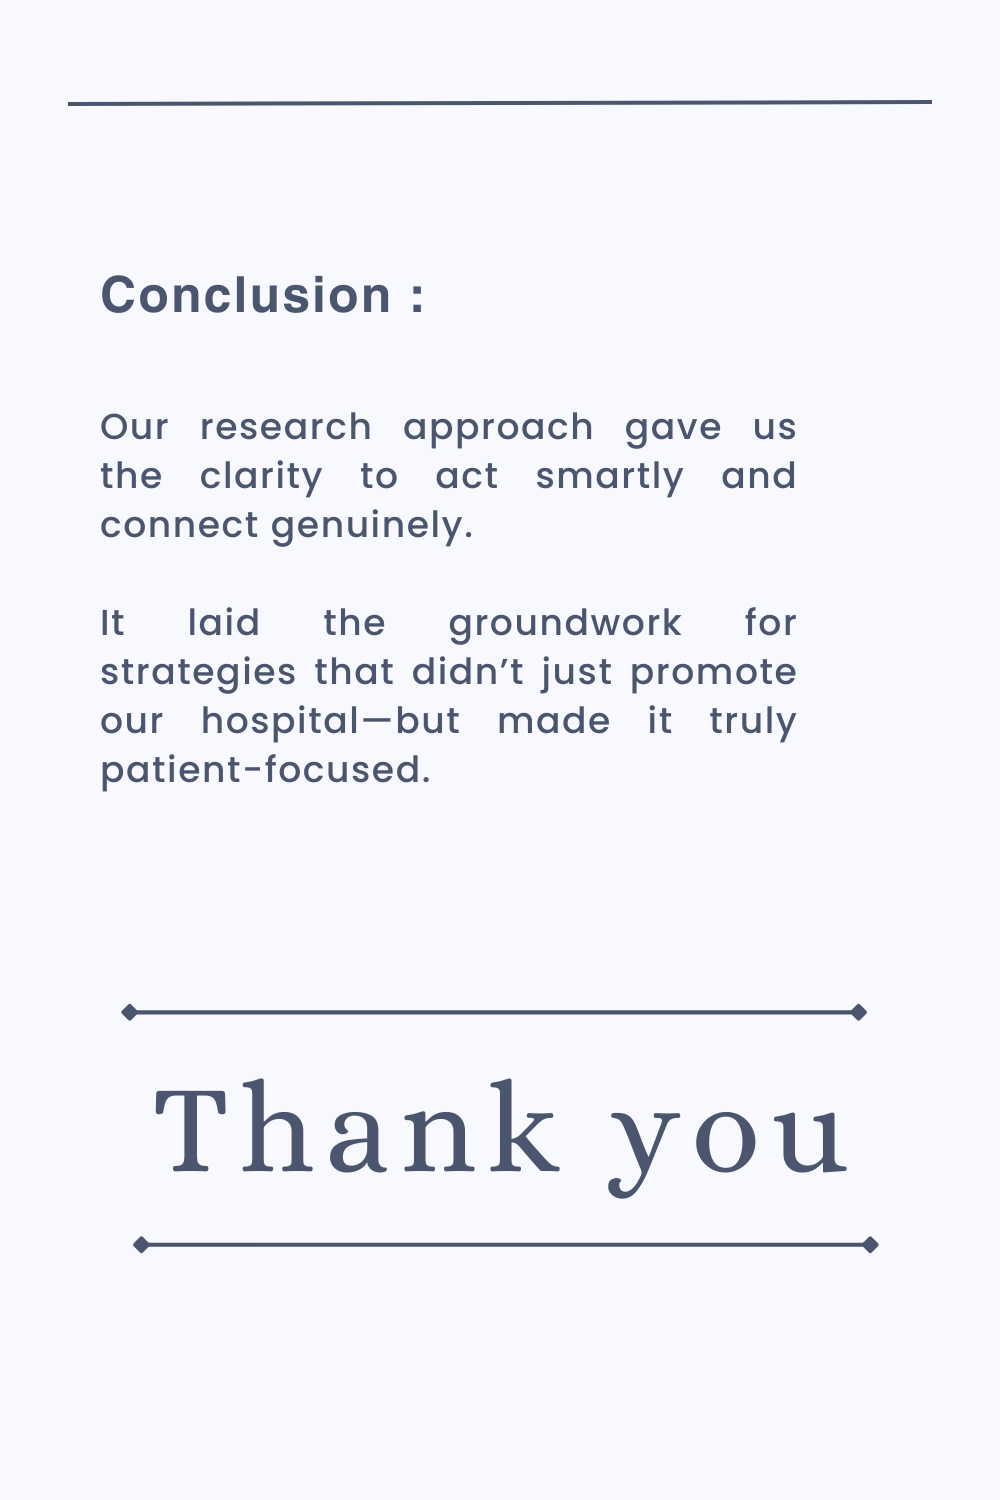 Conclusion :
Our research approach gave us
the clarity to act smartly and
connect genuinely.
It laid the groundwork for
strategies that didn’t just promote
our hospital—but made it truly
patient-focused.
Thank you